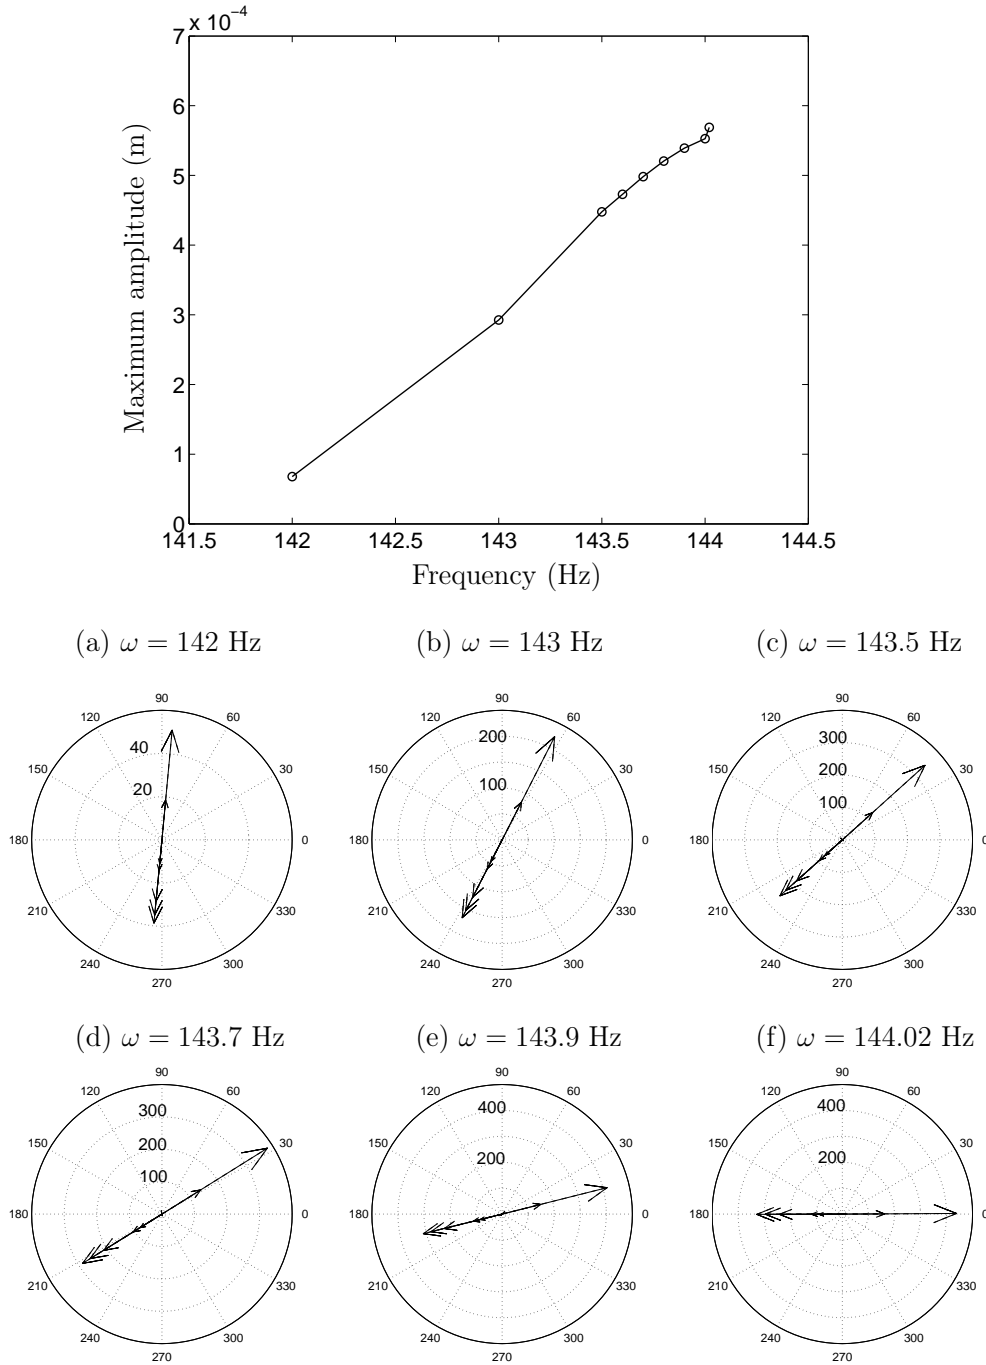 x 10⁻⁴
7
6
5
4
3
2
1
0
Maximum amplitude (m)
141.5 142 142.5 143 143.5 144 144.5
Frequency (Hz)
(a) ω = 142 Hz (b) ω = 143 Hz (c) ω = 143.5 Hz
90 90 90
120 60 120 60 120 60
40 200 300
150 30 150 30 150 200 30
20 100 100
180 0 180 0 180 0
210 330 210 330 210 330
240 300 240 300 240 300
270 270 270
(d) ω = 143.7 Hz (e) ω = 143.9 Hz (f) ω = 144.02 Hz
90 90 90
120 60 120 60 120 60
300 400 400
150 200 30 150 30 150 30
100 200 200
180 0 180 0 180 0
210 330 210 330 210 330
240 300 240 300 240 300
270 270 270